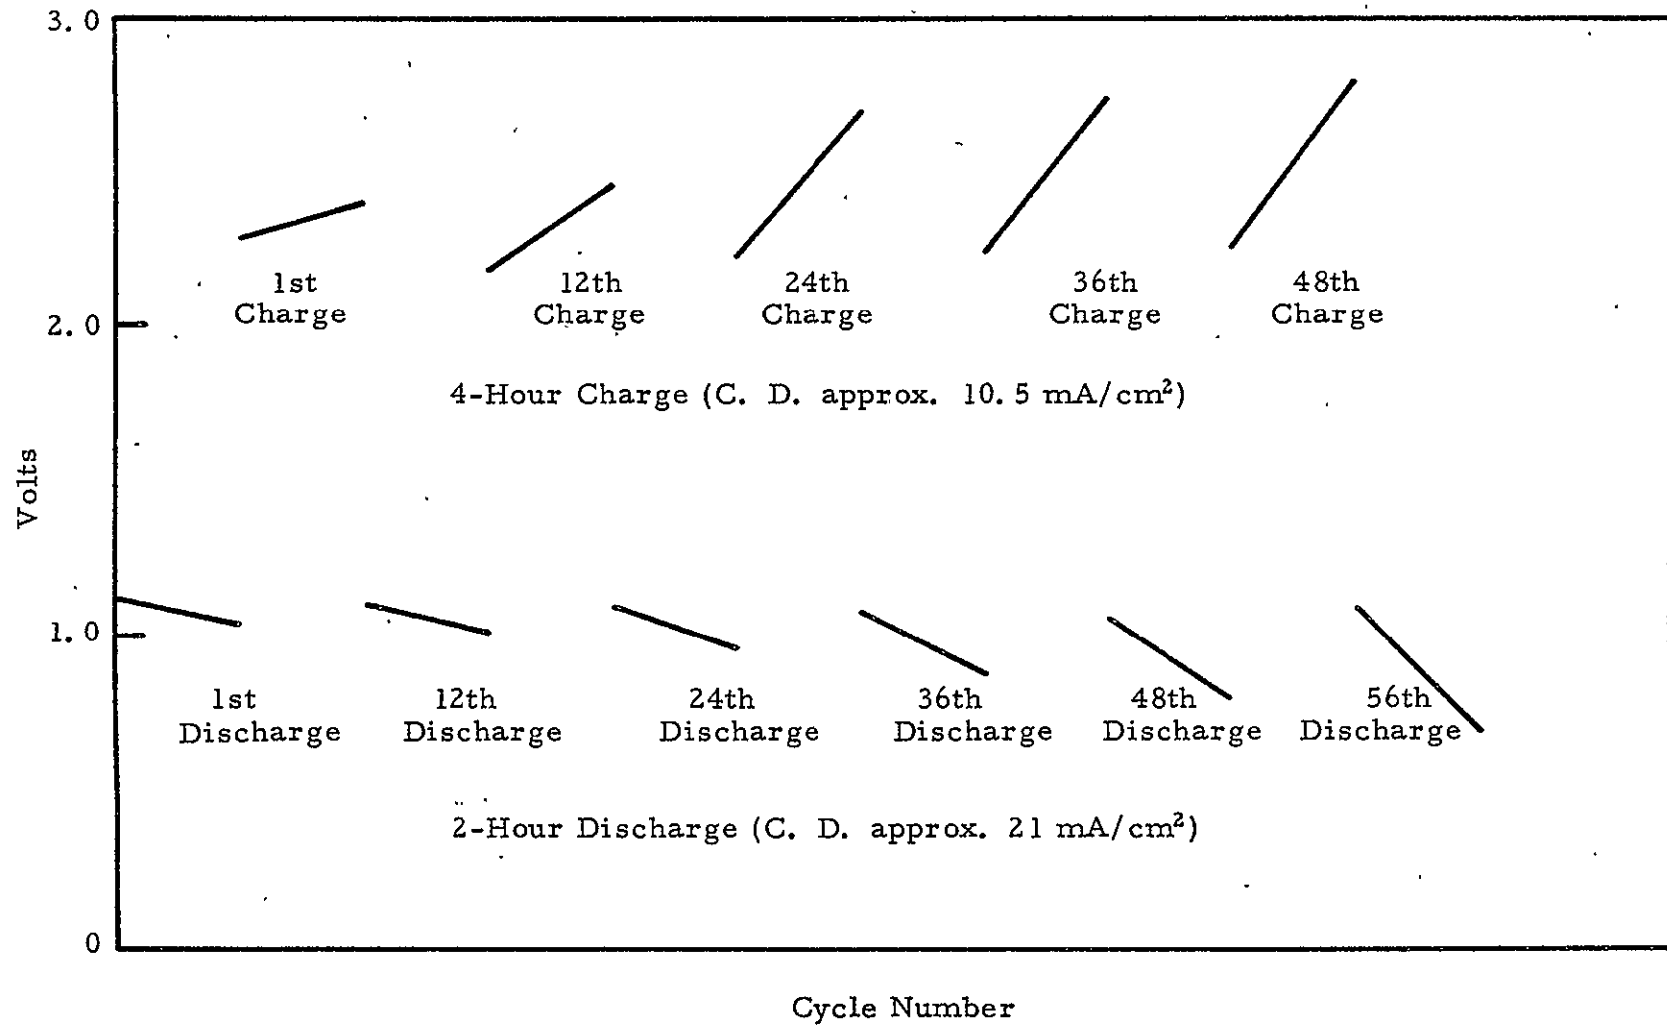 3.0
1st 12th 24th 36th 48th
Charge Charge Charge Charge Charge
2.0
4-Hour Charge (C. D. approx. 10.5 mA/cm²)
Volts
1.0
1st 12th 24th 36th 48th 56th
Discharge Discharge Discharge Discharge Discharge Discharge
2-Hour Discharge (C. D. approx. 21 mA/cm²)
0
Cycle Number